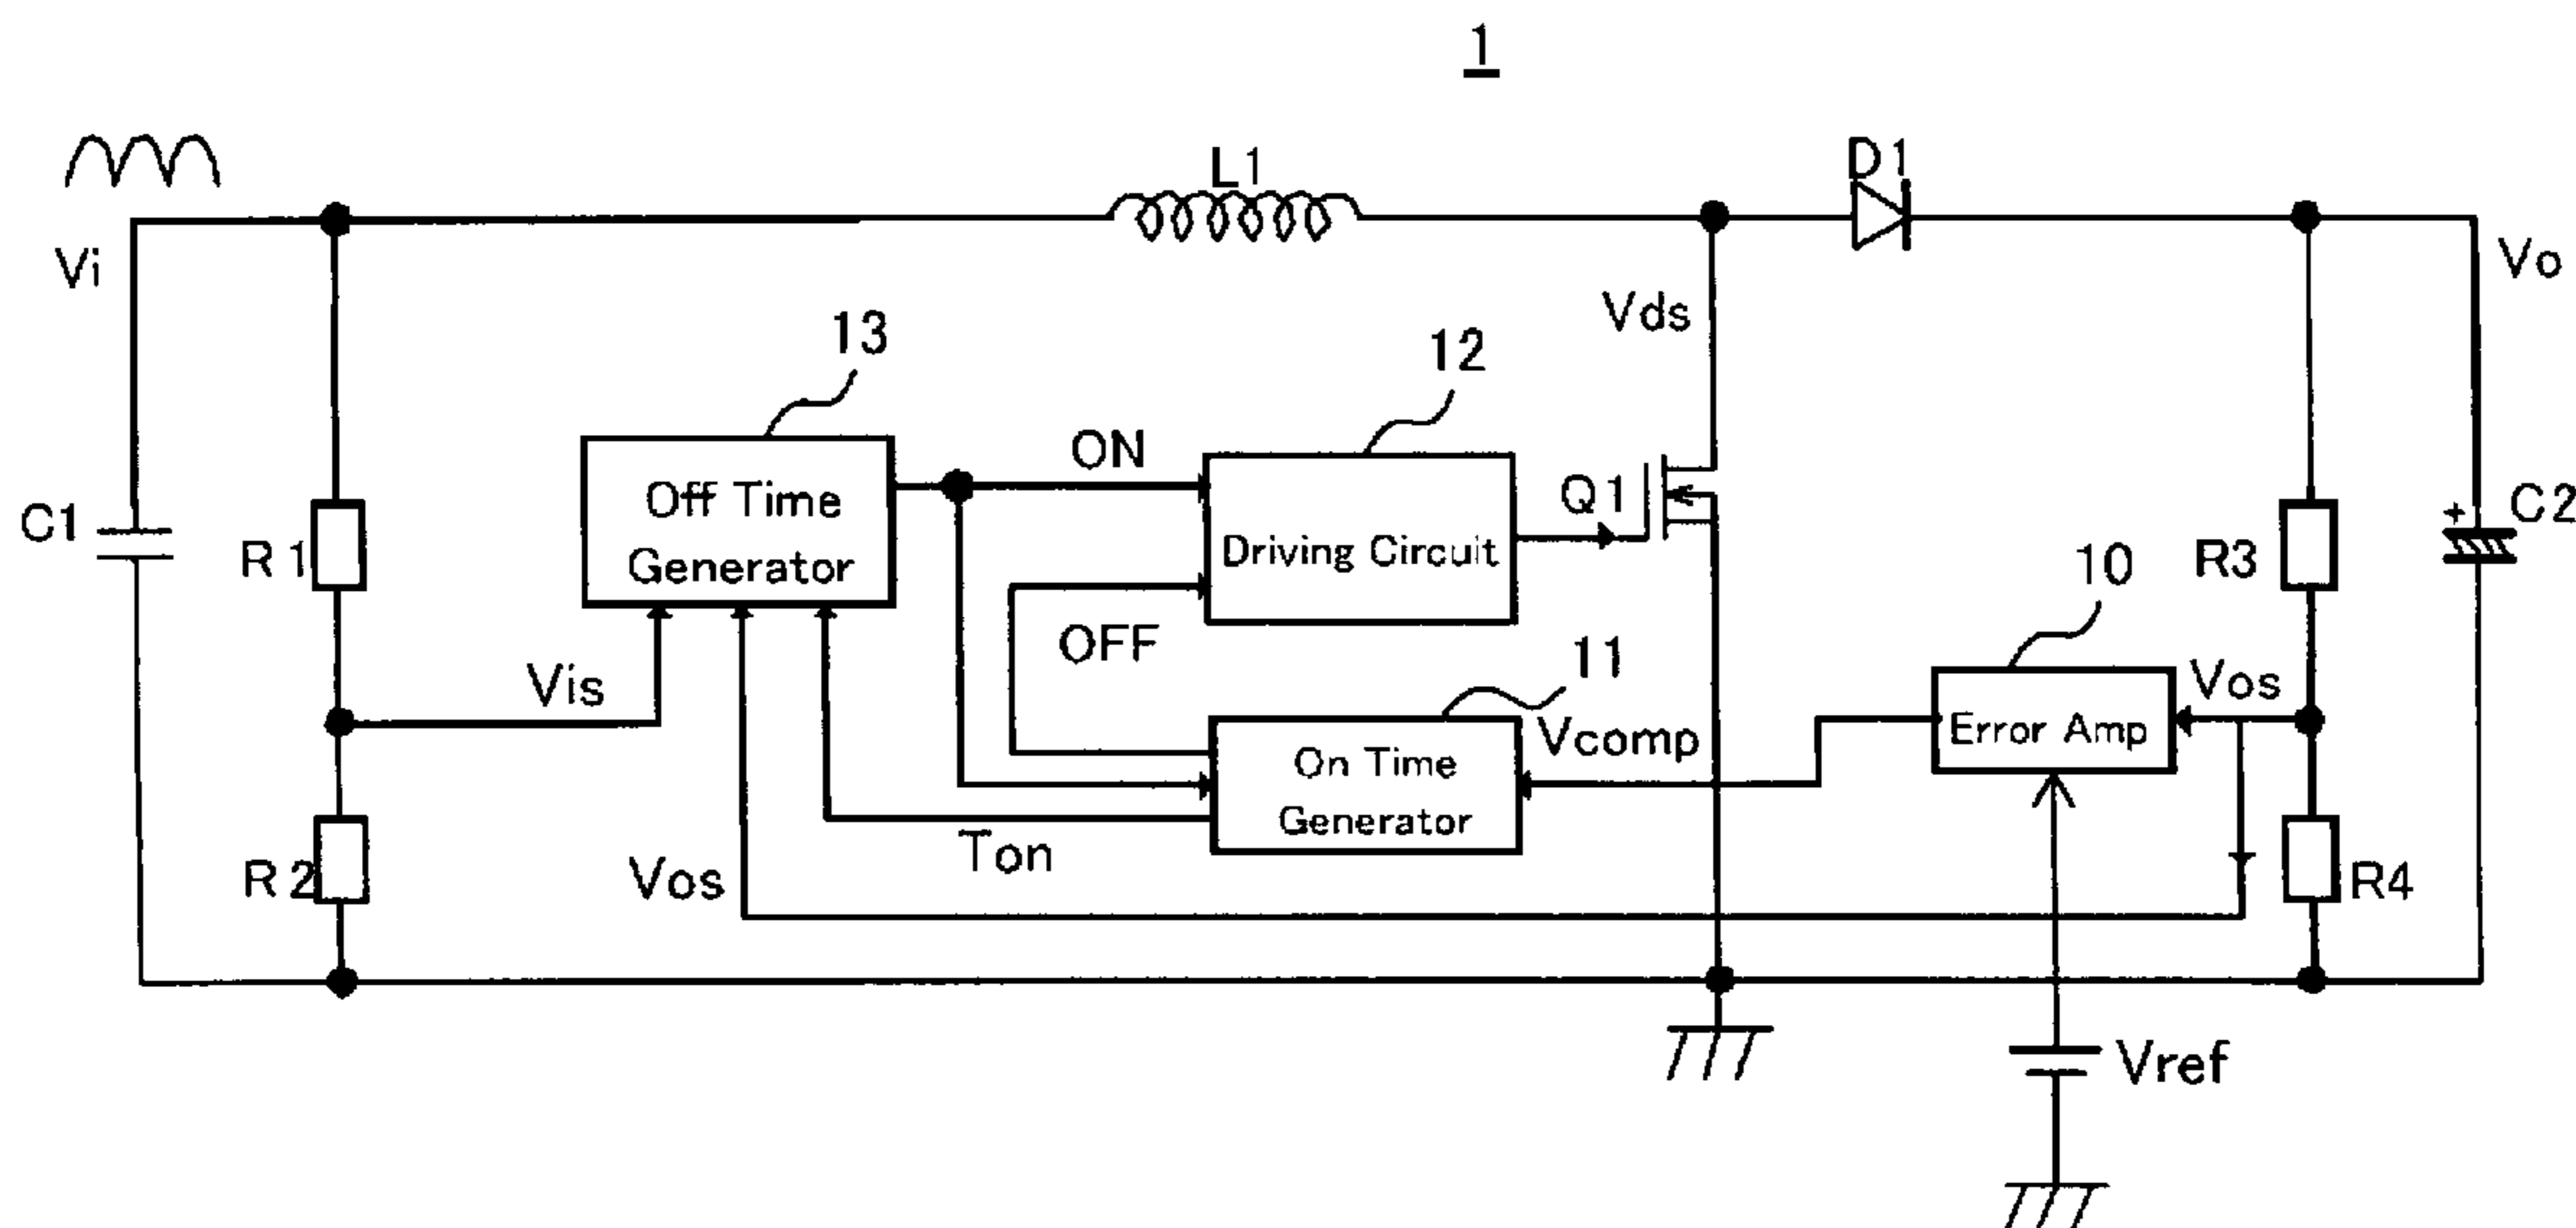 1
L1
D1
Vi
Vo
Vds
13
12
ON
Off Time
Generator
Driving Circuit
Q1
C1
R1
R3
C2
+
10
OFF
11
Vis
Vos
Vcomp
Error Amp
On Time
Generator
Ton
Vos
R2
R4
Vref